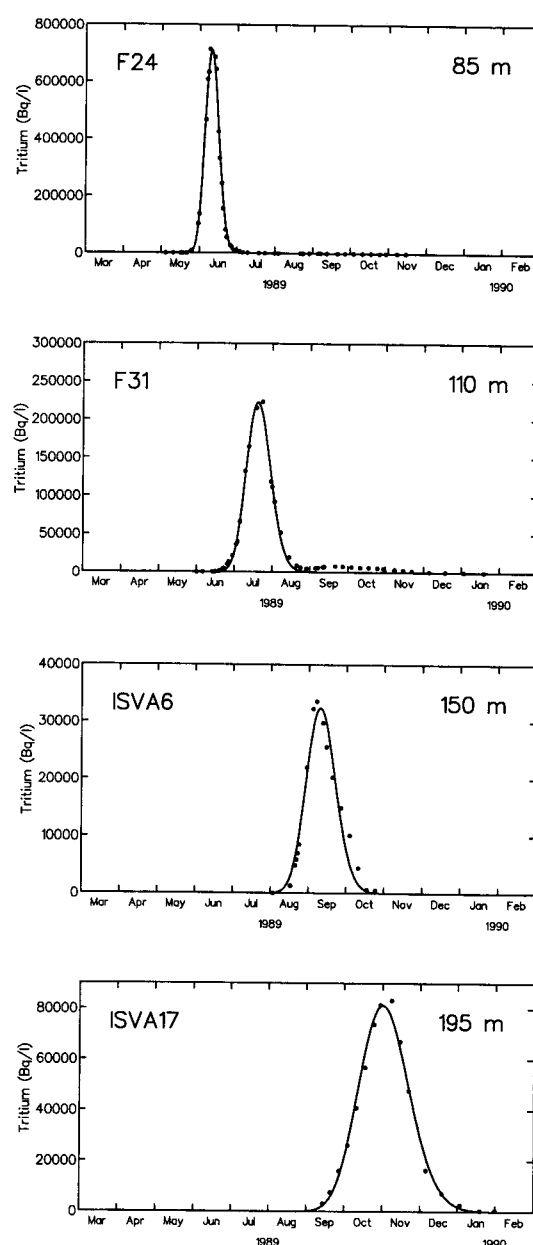 F24 85 m
Tritium (Bq/l)
800000
600000
400000
200000
0
Mar Apr May Jun Jul Aug Sep Oct Nov Dec Jan Feb
1989 1990
F31 110 m
Tritium (Bq/l)
300000
250000
200000
150000
100000
50000
0
Mar Apr May Jun Jul Aug Sep Oct Nov Dec Jan Feb
1989 1990
ISVA6 150 m
Tritium (Bq/l)
40000
30000
20000
10000
0
Mar Apr May Jun Jul Aug Sep Oct Nov Dec Jan Feb
1989 1990
ISVA17 195 m
Tritium (Bq/l)
80000
60000
40000
20000
0
Mar Apr May Jun Jul Aug Sep Oct Nov Dec Jan Feb
1989 1990